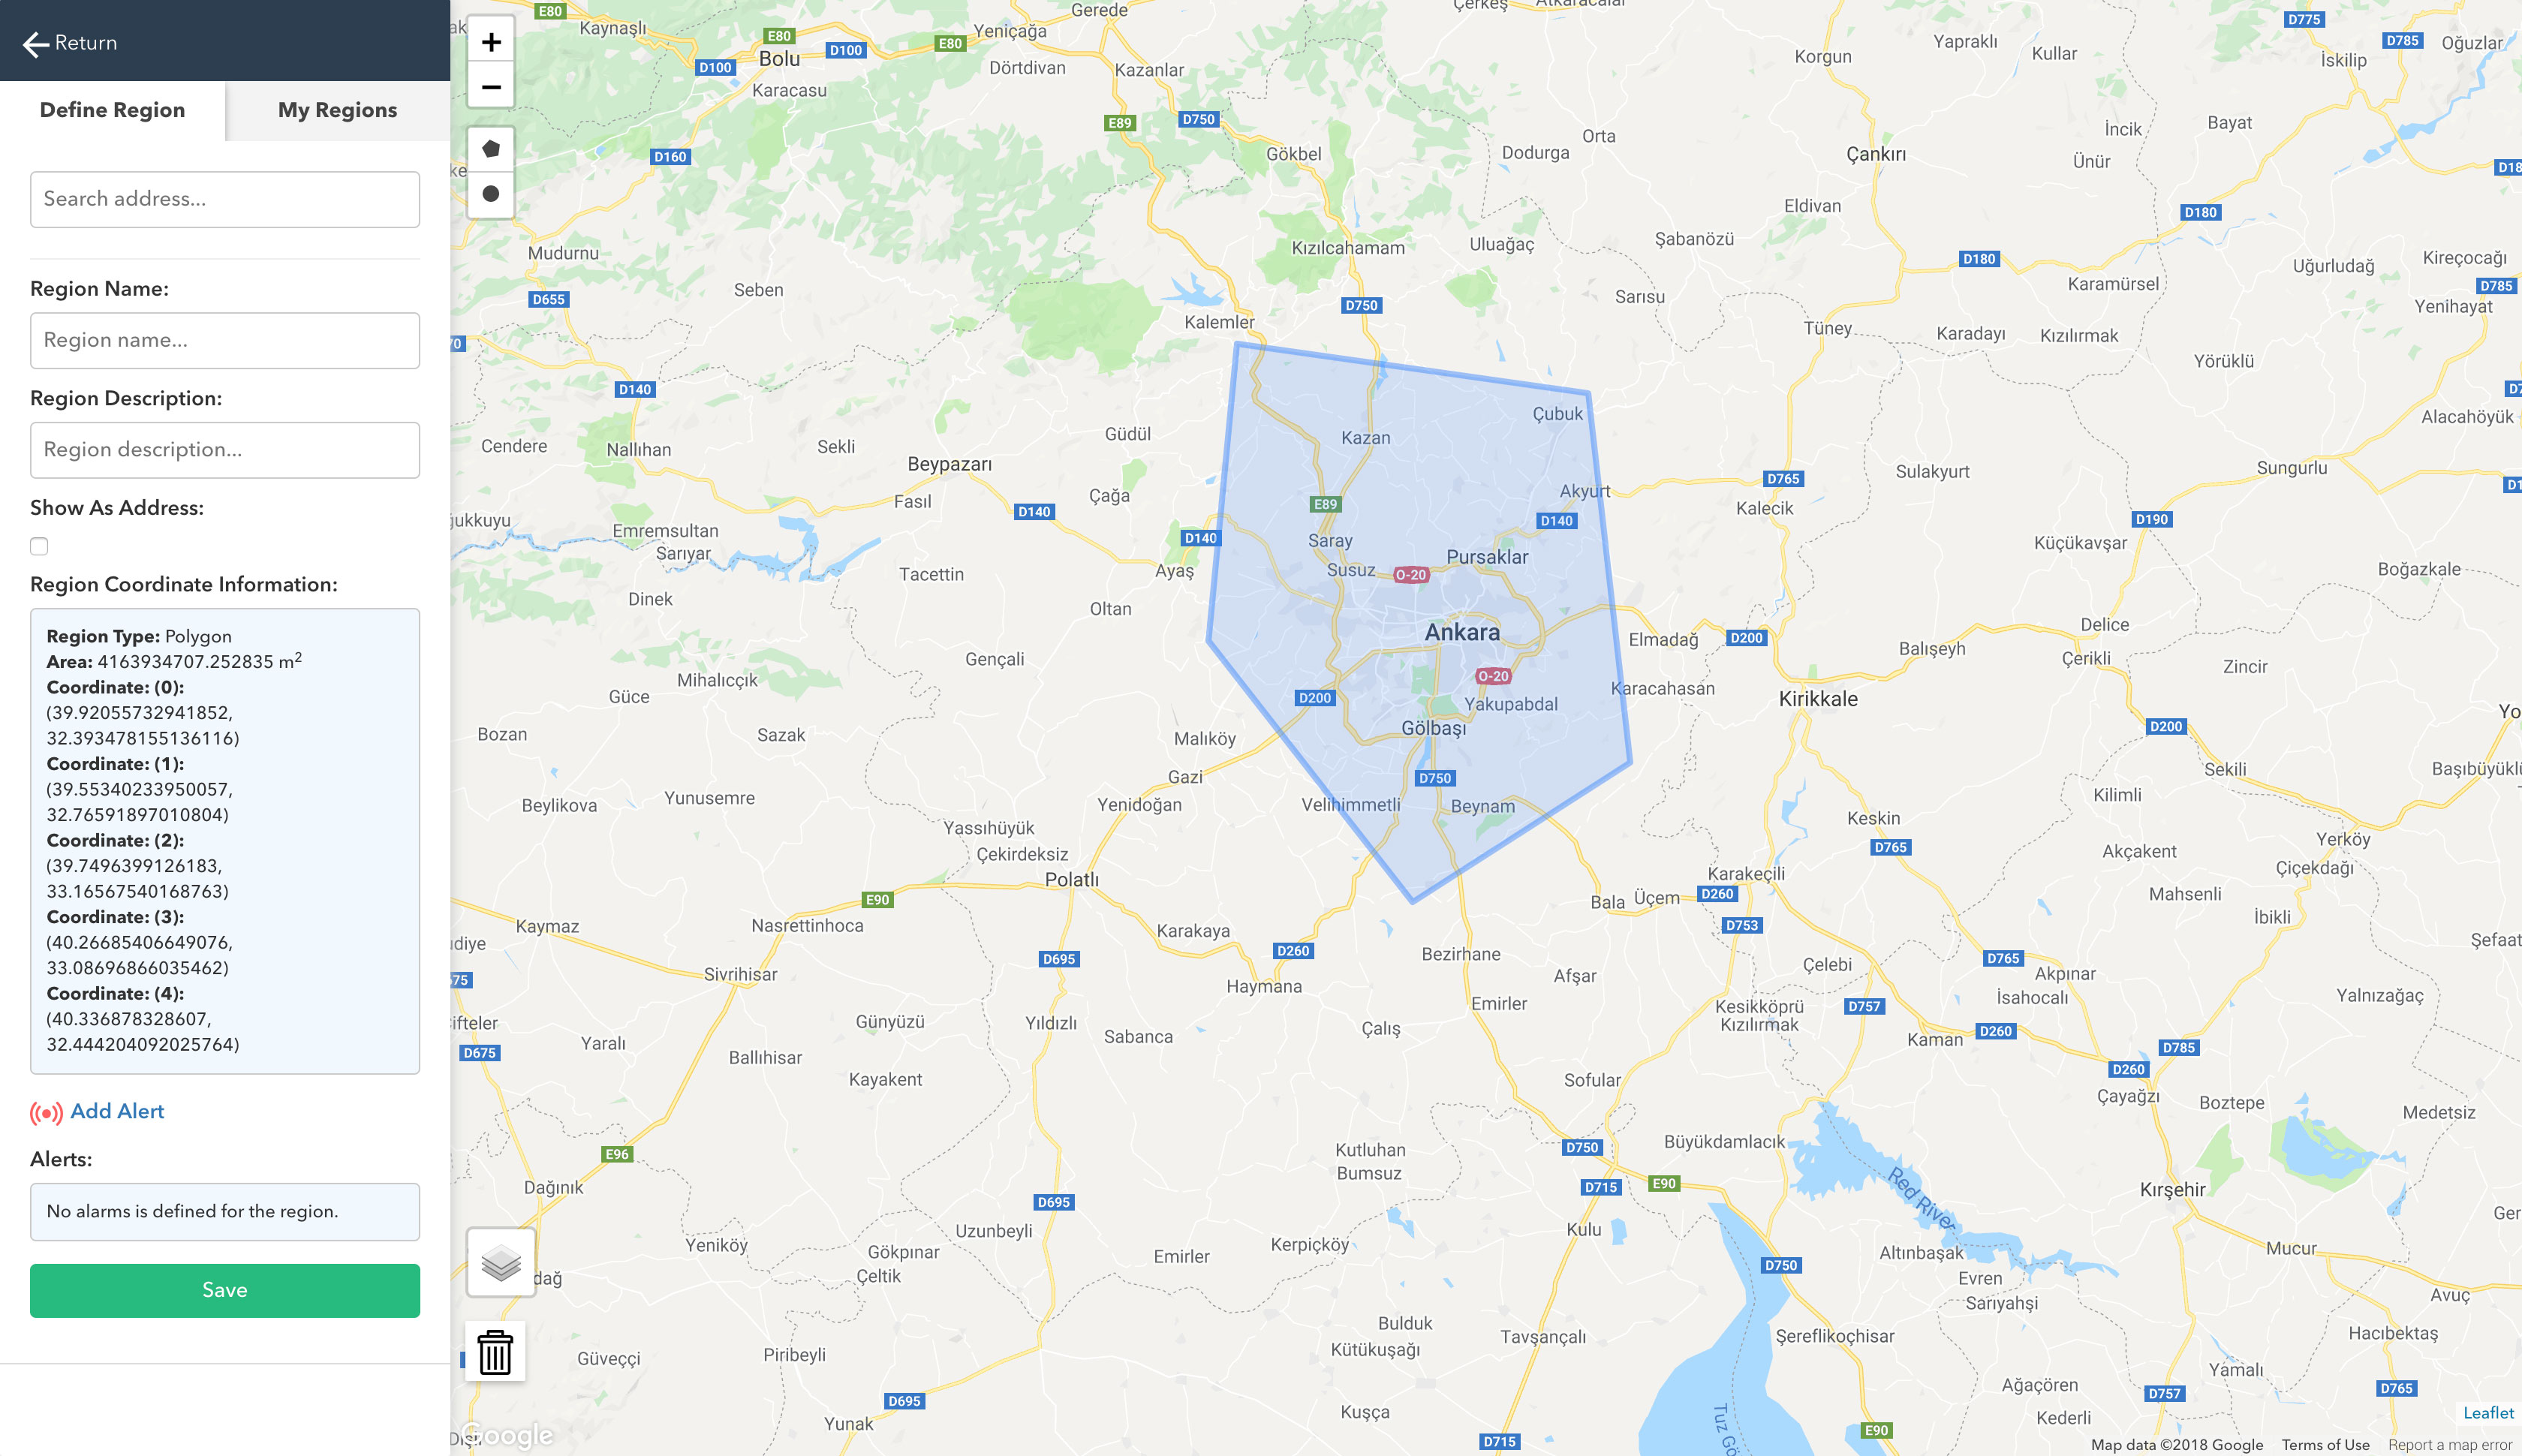 Return
Define Region
My Regions
Search address...
Region Name:
Region name...
Region Description:
Region description...
Show As Address:
Region Coordinate Information:
Region Type: Polygon
Area: 4163934707.252835 m²
Coordinate: (0):
(39.92055732941852,
32.393478155136116)
Coordinate: (1):
(39.55340233950057,
32.76591897010804)
Coordinate: (2):
(39.7496399126183,
33.16567540168763)
Coordinate: (3):
(40.26685406649076,
33.08696866035462)
Coordinate: (4):
(40.336878328607,
32.444204092025764)
Add Alert
Alerts:
No alarms is defined for the region.
Save
+
−
E80
Kaynaşlı
E80
Bolu
D100
D100
Karacasu
E80
Yeniçağa
Gerede
Dörtdivan
Kazanlar
E89
D750
D160
Gökbel
Çerkeş
Dodurga
Orta
Korgun
Yapraklı
Kullar
D775
D785
Oğuzlar
İskilip
İncik
Bayat
Ünür
Çankırı
Eldivan
D180
Mudurnu
D655
Seben
Kızılcahamam
Uluağaç
Şabanözü
D180
Uğurludağ
Kireçocağı
D785
Karamürsel
Yenihayat
Sarısu
D750
Kalemler
Tüney
Karadayı
Kızılırmak
Yörüklü
D140
Çubuk
Kazan
Alacahöyük
Cendere
Nallıhan
Sekli
Güdül
Beypazarı
Fasıl
Çağa
D140
E89
Akyurt
D140
D765
Kalecik
Sulakyurt
Sungurlu
D190
Emremsultan
Sarıyar
D140
Saray
Susuz
O-20
Pursaklar
Küçükavşar
Boğazkale
Tacettin
Ayaş
Dinek
Oltan
Ankara
Elmadağ
D200
Delice
Balışeyh
Çerikli
Zincir
Gençali
Mihalıcçık
Güce
O-20
D200
Yakupabdal
Karacahasan
Kirikkale
Gölbaşı
D200
Bozan
Sazak
Malıköy
Gazi
D750
Sekili
Beylikova
Yunusemre
Yenidoğan
Velihimmetli
Beynam
Kilimli
Keskin
D765
Yerköy
Yassıhüyük
Çekirdeksiz
Akçakent
Çiçekdağı
Polatlı
Karakeçili
E90
Bala
Üçem
D260
D753
Mahsenli
İbikli
Kaymaz
Nasrettinhoca
Karakaya
D260
D695
Bezirhane
Sivrihisar
Haymana
Afşar
Çelebi
D765
Akpınar
İsahocalı
Yalnızağaç
Emirler
Kesikköprü
Kızılırmak
D757
Günyüzü
Yıldızlı
Sabanca
Çalış
Kaman
D260
D785
D675
Yaralı
Ballıhisar
Kayakent
D260
Sofular
Çayağzı
Boztepe
Medetsiz
E96
Kutluhan
Bumsuz
D750
Büyükdamlacık
Dağınık
D695
D715
E90
Red River
Kırşehir
Yeniköy
Uzunbeyli
Gökpınar
Çeltik
Emirler
Kerpiçköy
Kulu
Altınbaşak
Mucur
D750
Evren
Sarıyahşi
Avuç
Bulduk
Kütükuşağı
Tavşançalı
Şereflikoçhisar
Hacıbektaş
Güveççi
Piribeyli
Yamalı
Ağaçören
D757
D765
D695
Yunak
Kuşça
Kederli
D715
E90
Google
Leaflet
Map data ©2018 Google
Terms of Use
Report a map error